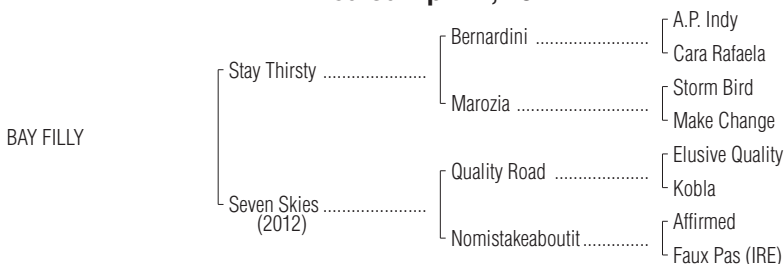 A.P. Indy
Bernardini ..........................
Cara Rafaela
Stay Thirsty ........................
Storm Bird
Marozia ..............................
Make Change
BAY FILLY
Elusive Quality
Quality Road ......................
Kobla
Seven Skies ........................
(2012)
Affirmed
Nomistakeaboutit ...............
Faux Pas (IRE)